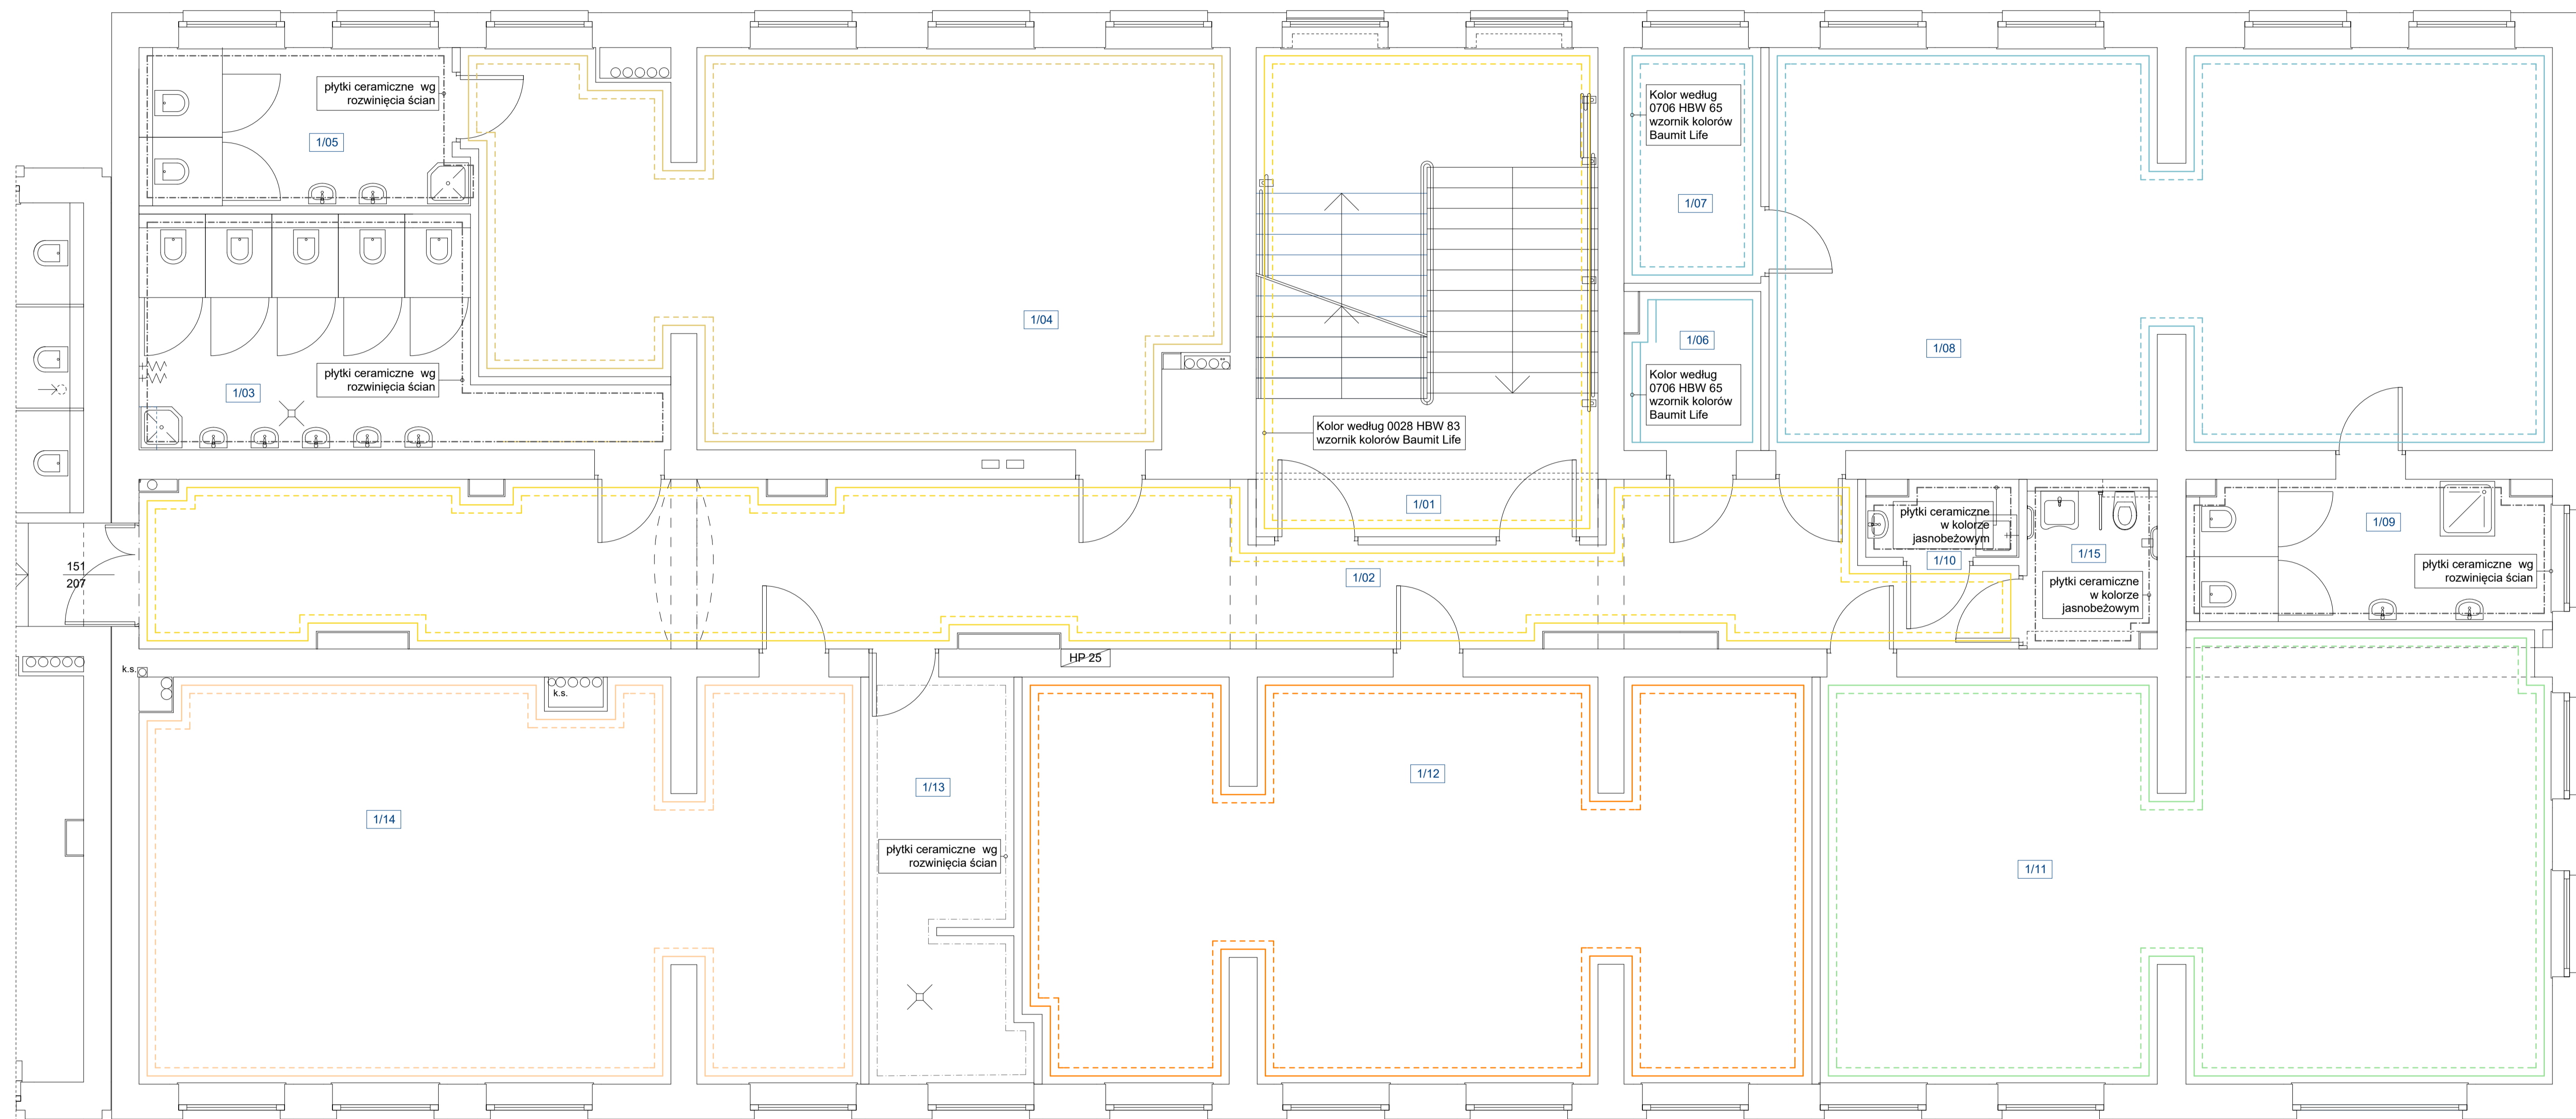 płytki ceramiczne wg
rozwinięcia ścian
1/05
Kolor według
0706 HBW 65
wzornik kolorów
Baumit Life
1/07
1/04
1/06
1/08
płytki ceramiczne wg
rozwinięcia ścian
1/03
Kolor według
0706 HBW 65
wzornik kolorów
Baumit Life
Kolor według 0028 HBW 83
wzornik kolorów Baumit Life
1/01
płytki ceramiczne
w kolorze
jasnobeżowym
1/10
1/15
płytki ceramiczne
w kolorze
jasnobeżowym
1/09
płytki ceramiczne wg
rozwinięcia ścian
151
207
1/02
HP 25
k.s.
k.s.
1/14
1/13
płytki ceramiczne wg
rozwinięcia ścian
1/12
1/11